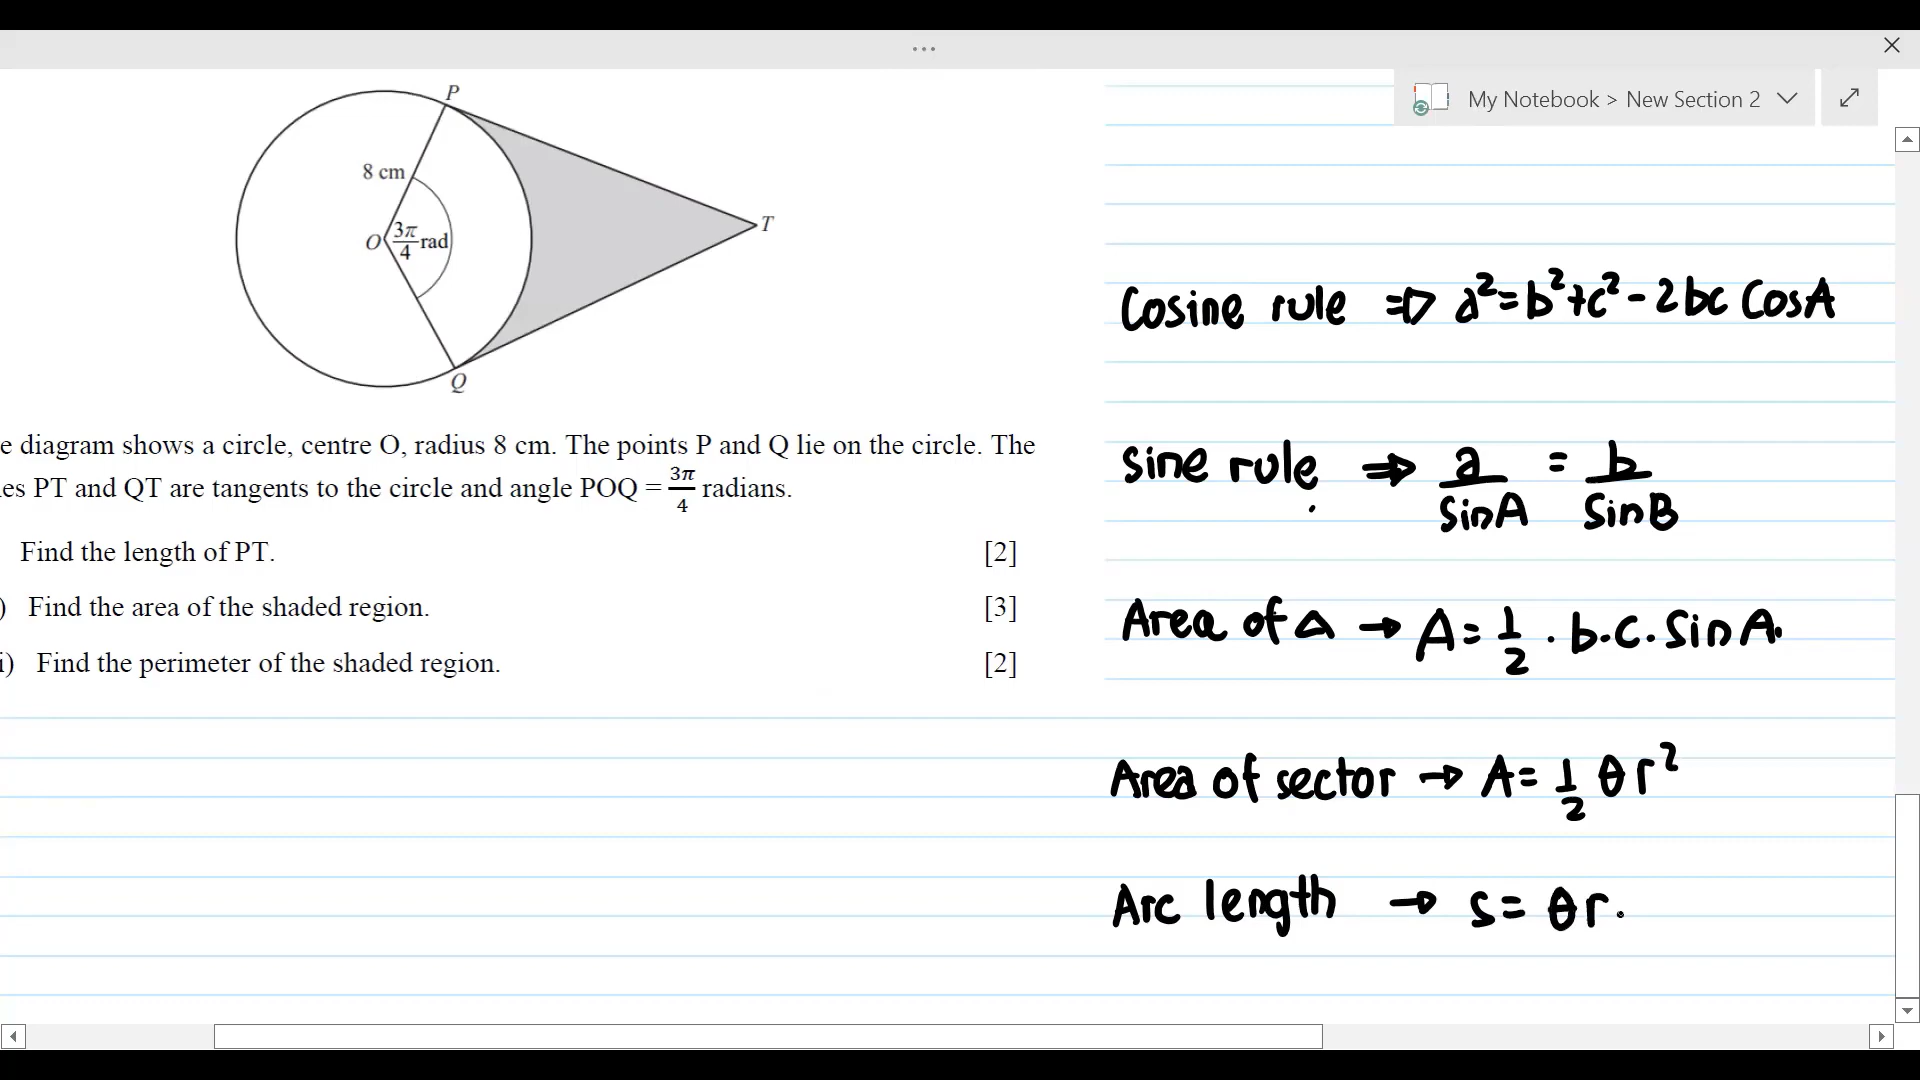 My Notebook > New Section 2
P
8 cm
O
3π/4 rad
T
Q
e diagram shows a circle, centre O, radius 8 cm. The points P and Q lie on the circle. The
es PT and QT are tangents to the circle and angle POQ = 3π/4 radians.
Find the length of PT. [2]
) Find the area of the shaded region. [3]
i) Find the perimeter of the shaded region. [2]
Cosine rule ⇒ a²=b²+c²-2bc CosA
Sine rule ⇒ a/SinA = b/SinB
Area of Δ → A = 1/2 · b·c·SinA
Area of sector → A = 1/2 θ r²
Arc length → s = θr.